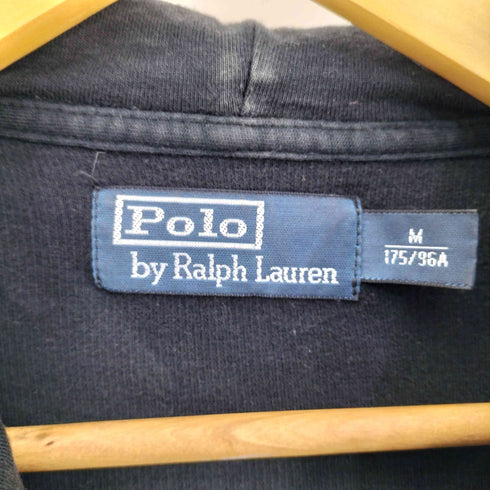 Polo
by Ralph Lauren
M
175/96A